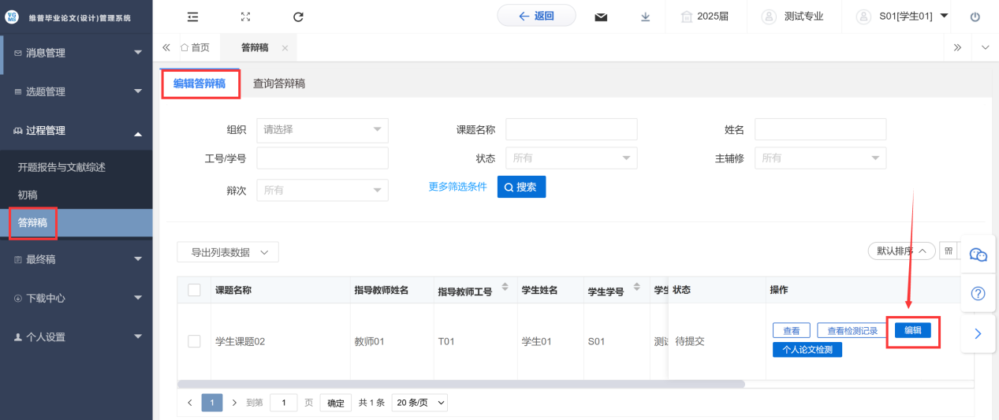 VG MS 维普毕业论文(设计)管理系统
返回 2025届 测试专业 S01[学生01]
首页 答辩稿
消息管理
选题管理
过程管理
开题报告与文献综述
初稿
答辩稿
最终稿
下载中心
个人设置
编辑答辩稿 查询答辩稿
组织 请选择 课题名称 姓名
工号/学号 状态 所有 主辅修 所有
辩次 所有 更多筛选条件 搜索
导出列表数据 默认排序
课题名称 指导教师姓名 指导教师工号 学生姓名 学生学号 学生 状态 操作
学生课题02 教师01 T01 学生01 S01 测试 待提交 查看 查看检测记录 编辑
个人论文检测
1 到第 1 页 确定 共 1 条 20 条/页